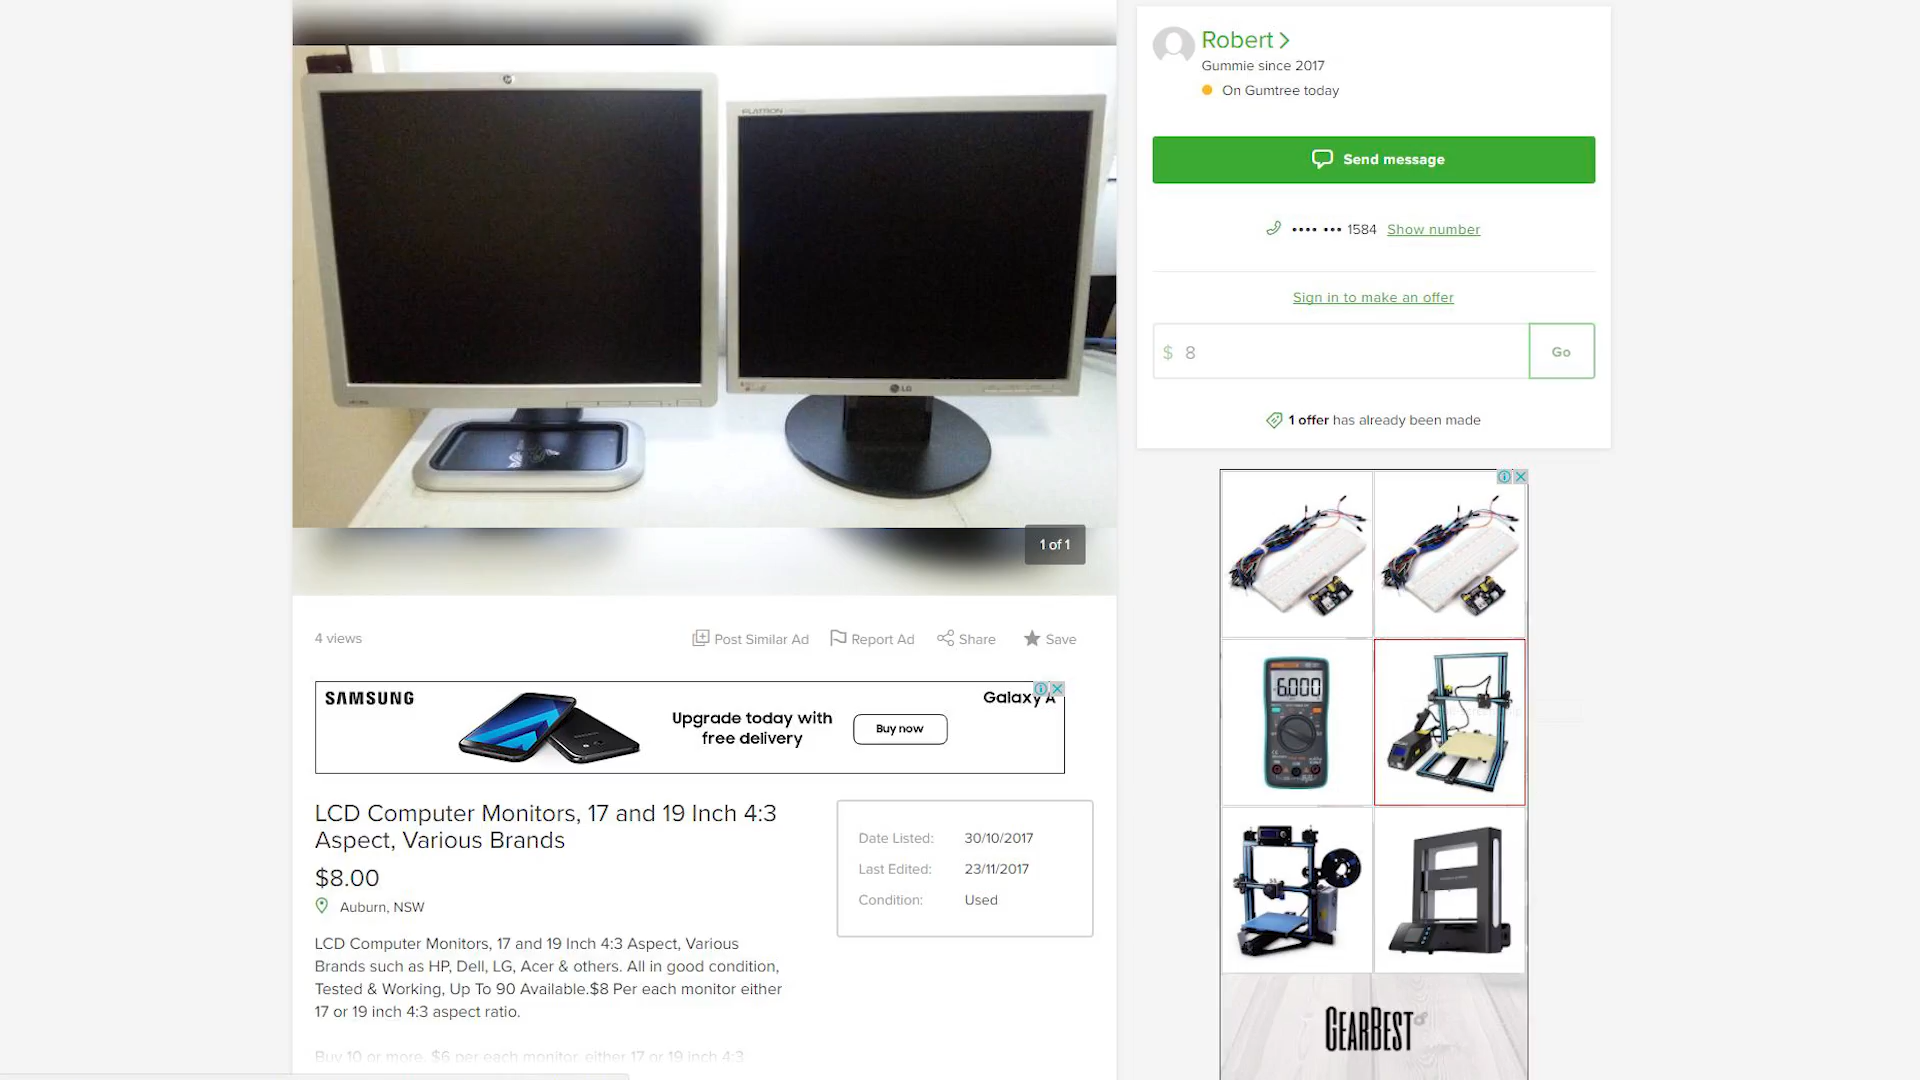 FLATRON
LG
1 of 1
4 views
Post Similar Ad
Report Ad
Share
Save
SAMSUNG
Upgrade today with
free delivery
Buy now
Galaxy A
LCD Computer Monitors, 17 and 19 Inch 4:3
Aspect, Various Brands
$8.00
Auburn, NSW
Date Listed: 30/10/2017
Last Edited: 23/11/2017
Condition: Used
LCD Computer Monitors, 17 and 19 Inch 4:3 Aspect, Various
Brands such as HP, Dell, LG, Acer & others. All in good condition,
Tested & Working, Up To 90 Available.$8 Per each monitor either
17 or 19 inch 4:3 aspect ratio.
Buy 10 or more, $6 per each monitor, either 17 or 19 inch 4:3
Robert >
Gummie since 2017
On Gumtree today
Send message
•••• ••• 1584 Show number
Sign in to make an offer
$ 8
Go
1 offer has already been made
6.000
GEARBEST